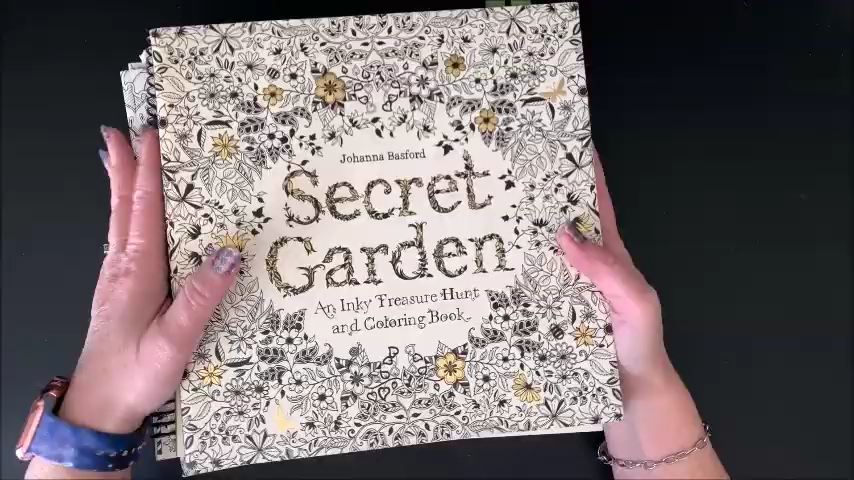 Johanna Basford
Secret
Garden
An Inky Treasure Hunt
and Coloring Book